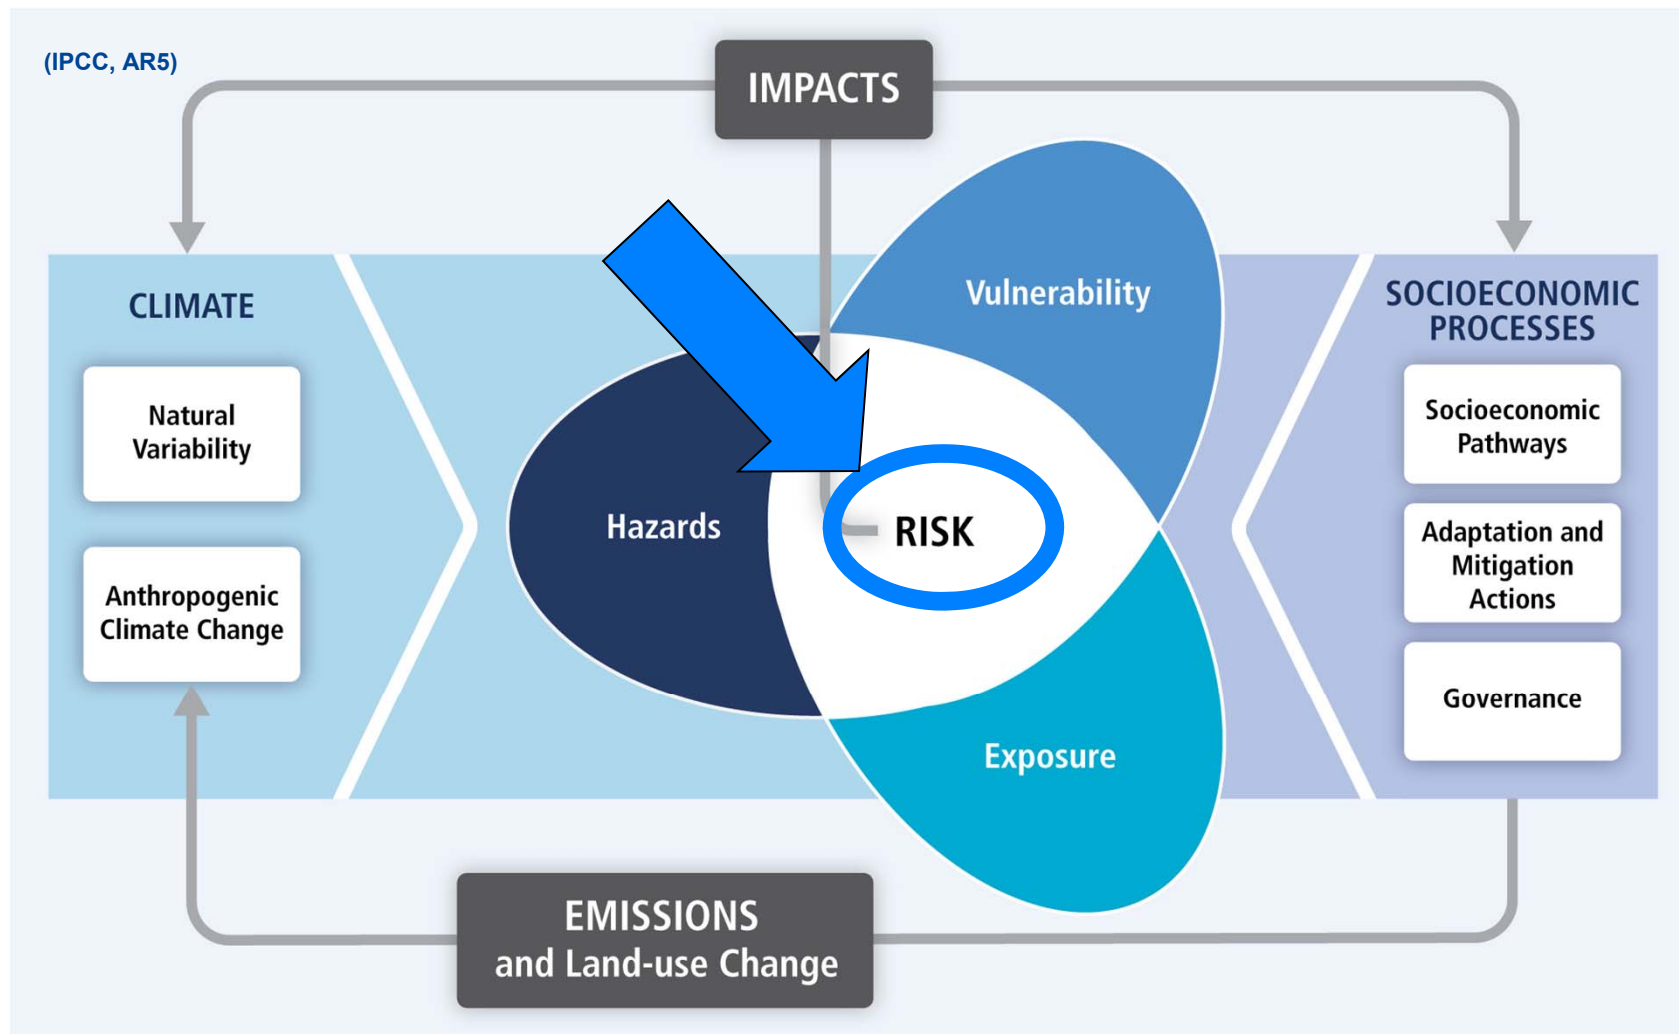 (IPCC, AR5)
IMPACTS
CLIMATE
Natural
Variability
Anthropogenic
Climate Change
Vulnerability
Hazards
RISK
Exposure
SOCIOECONOMIC
PROCESSES
Socioeconomic
Pathways
Adaptation and
Mitigation
Actions
Governance
EMISSIONS
and Land-use Change